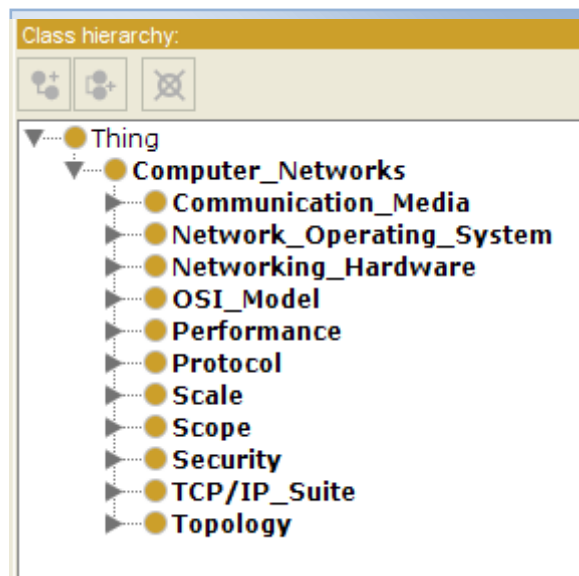 Class hierarchy:
Thing
Computer_Networks
Communication_Media
Network_Operating_System
Networking_Hardware
OSI_Model
Performance
Protocol
Scale
Scope
Security
TCP/IP_Suite
Topology